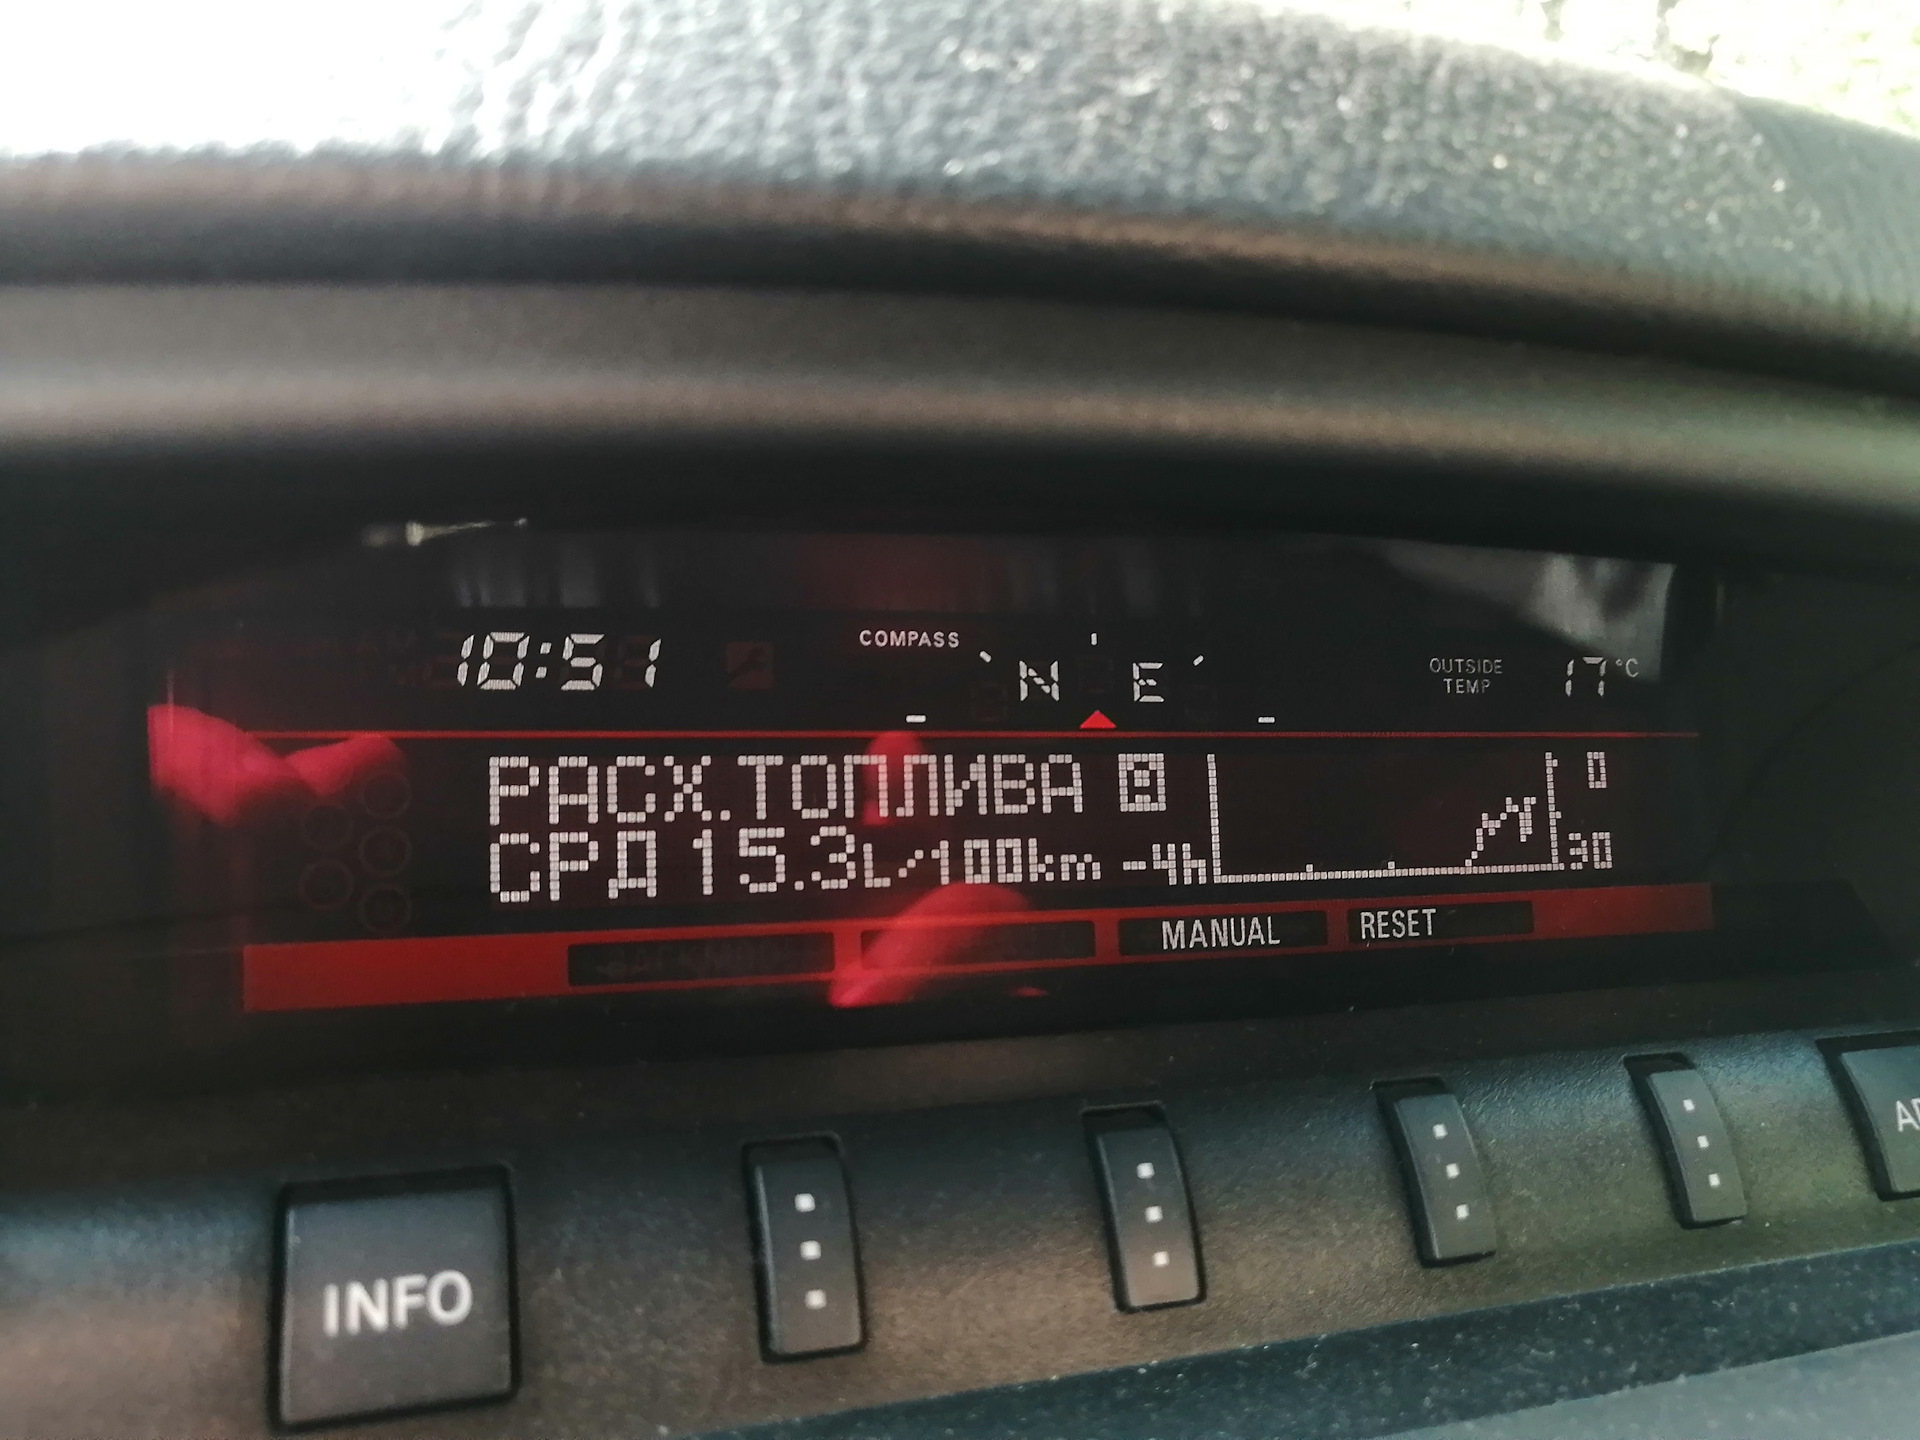 10:51
COMPASS
N E
OUTSIDE
TEMP
17°C
РАСХ.ТОПЛИВА
СРД 15.3L/100km -4h
0
30
MANUAL
RESET
INFO